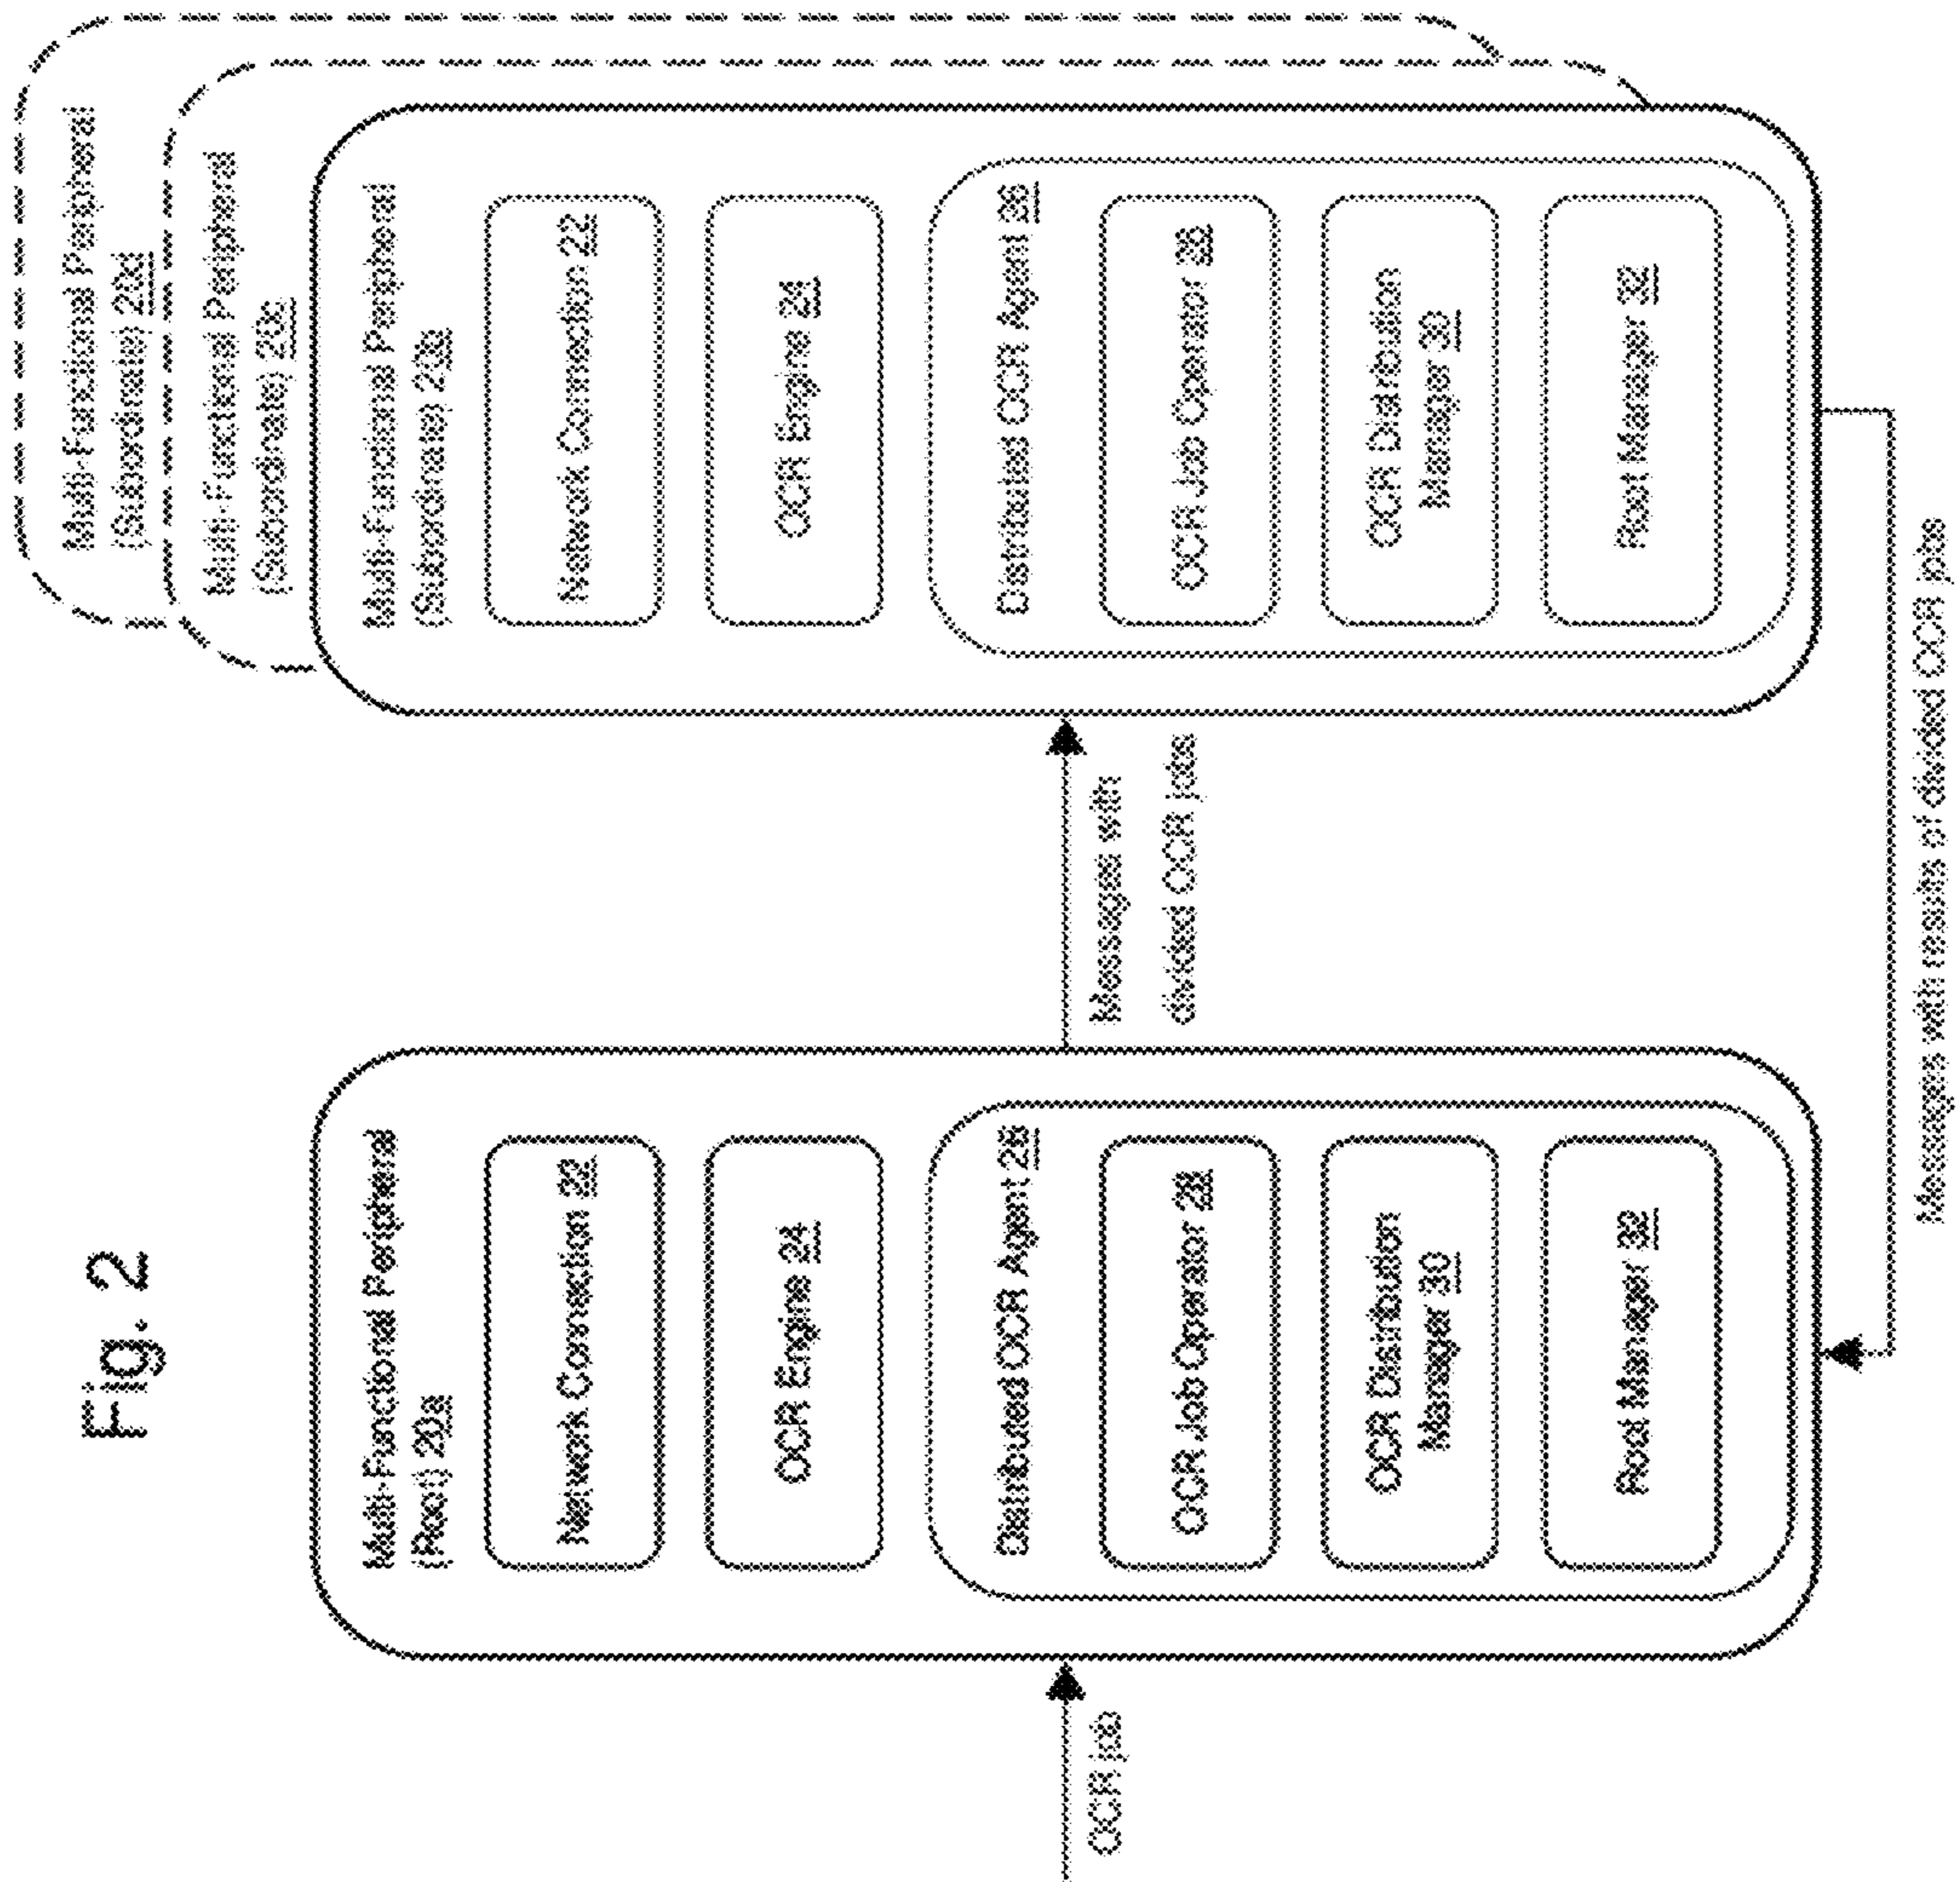 Fig. 2
OCR job
Multi-Functional Peripheral
(Root) 20a
Network Connection 22
OCR Engine 24
Distributed OCR Agent 26
OCR Job Operator 28
OCR Distribution
Manager 30
Root Manager 32
Messages with
divided OCR jobs
Multi-Functional Peripheral
(Subordinate) 20d
Multi-Functional Peripheral
(Subordinate) 20c
Multi-Functional Peripheral
(Subordinate)
Network Connection 22
OCR Engine 24
Distributed OCR Agent 26
OCR Job Operator 28
OCR Distribution
Manager 30
Root Manager 32
Messages with results of divided OCR jobs